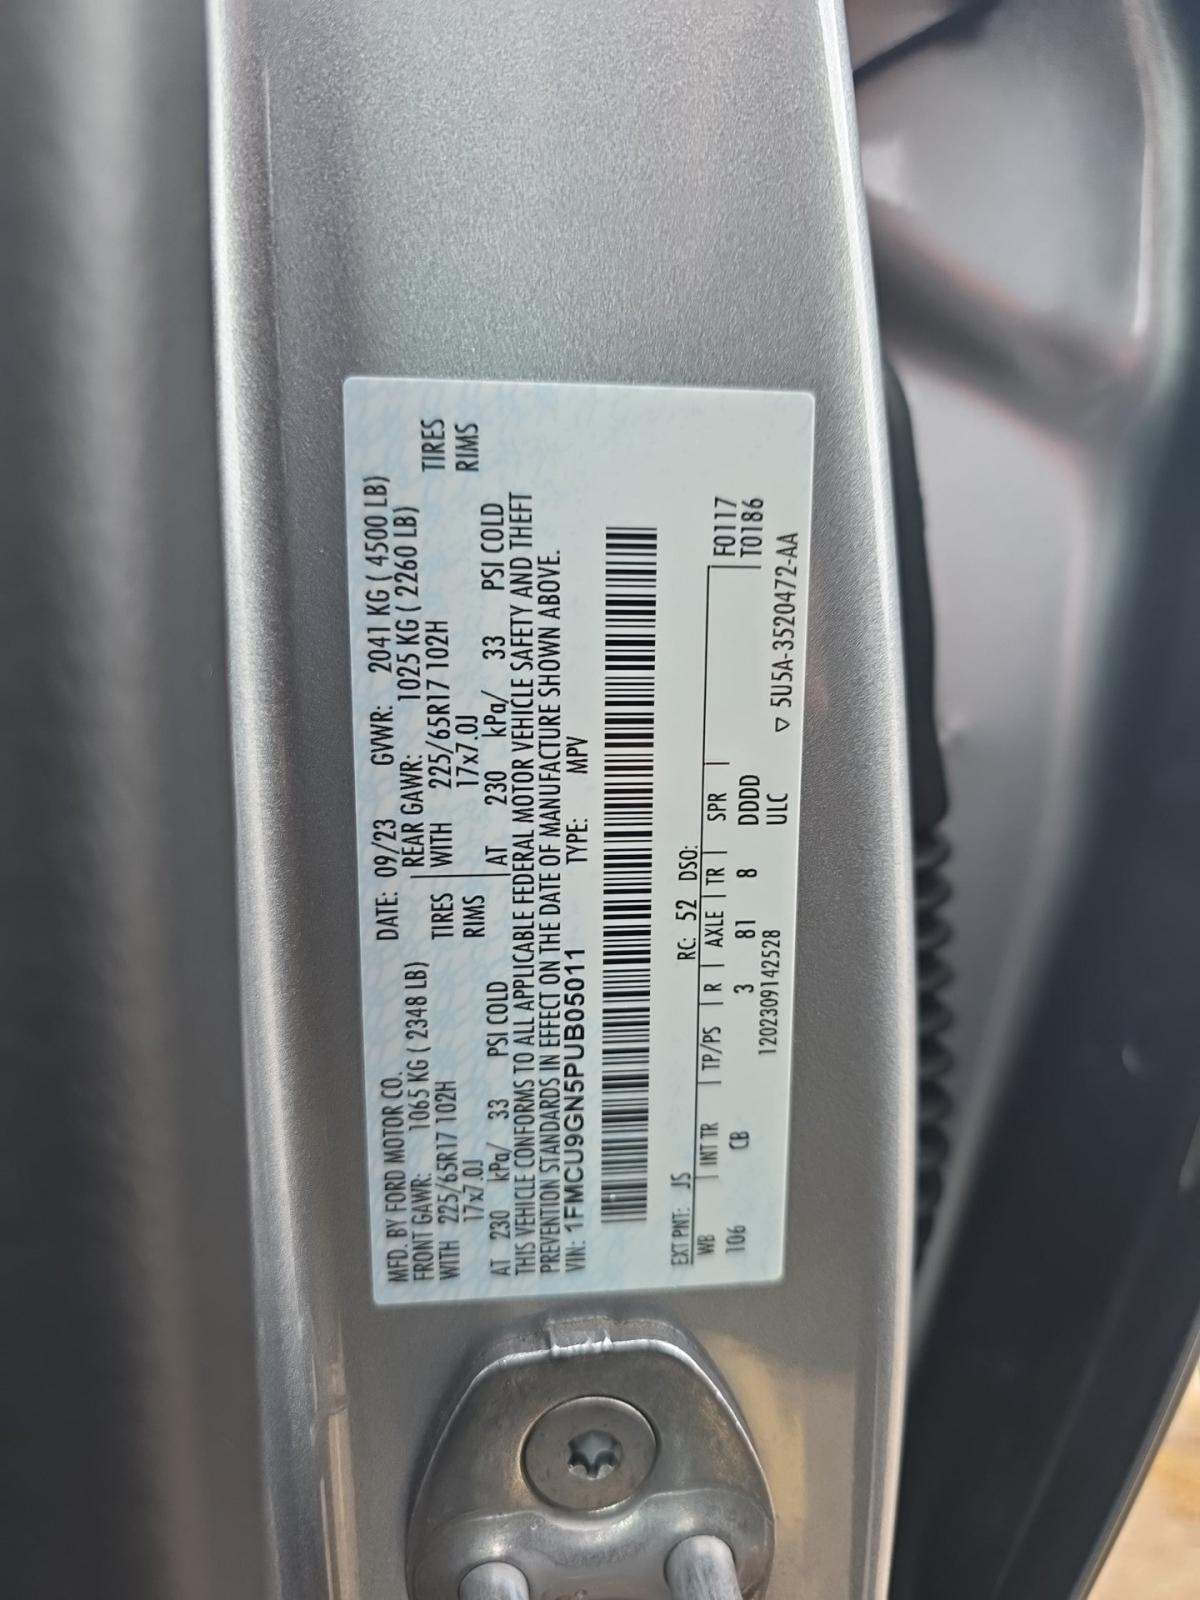 MFD. BY FORD MOTOR CO.
DATE: 09/23 GVWR: 2041 KG ( 4500 LB)
FRONT GAWR: 1065 KG ( 2348 LB)
REAR GAWR: 1025 KG ( 2260 LB)
WITH 225/65R17 102H TIRES
WITH 225/65R17 102H TIRES
17x7.0J RIMS
17x7.0J RIMS
AT 230 kPa/ 33 PSI COLD
AT 230 kPa/ 33 PSI COLD
THIS VEHICLE CONFORMS TO ALL APPLICABLE FEDERAL MOTOR VEHICLE SAFETY AND THEFT
PREVENTION STANDARDS IN EFFECT ON THE DATE OF MANUFACTURE SHOWN ABOVE.
VIN: 1FMCU9GN5PUB05011 TYPE: MPV
EXT PNT: JS RC: 52 DSO:
WB INT TR TP/PS R AXLE TR SPR F0117
106 CB 3 81 8 DDDD T0186
1202309142528 ULC ▽ 5U5A-3520472-AA